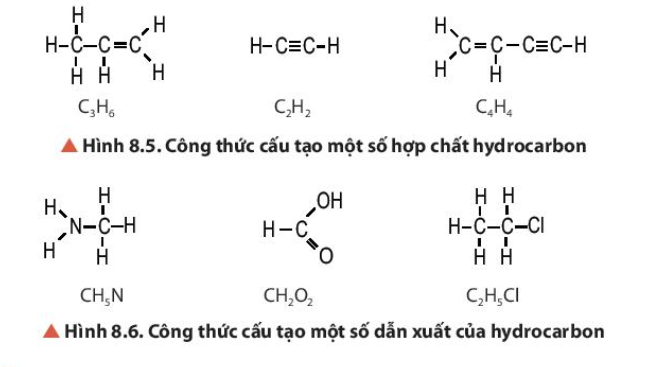 H
H-C-C=C
H
H
H H
H-C≡C-H
H
H
C=C-C≡C-H
H
C₃H₆
C₂H₂
C₄H₄
▲ Hình 8.5. Công thức cấu tạo một số hợp chất hydrocarbon
H
H
N-C-H
H
H
OH
H-C
O
H H
H-C-C-Cl
H H
CH₅N
CH₂O₂
C₂H₅Cl
▲ Hình 8.6. Công thức cấu tạo một số dẫn xuất của hydrocarbon